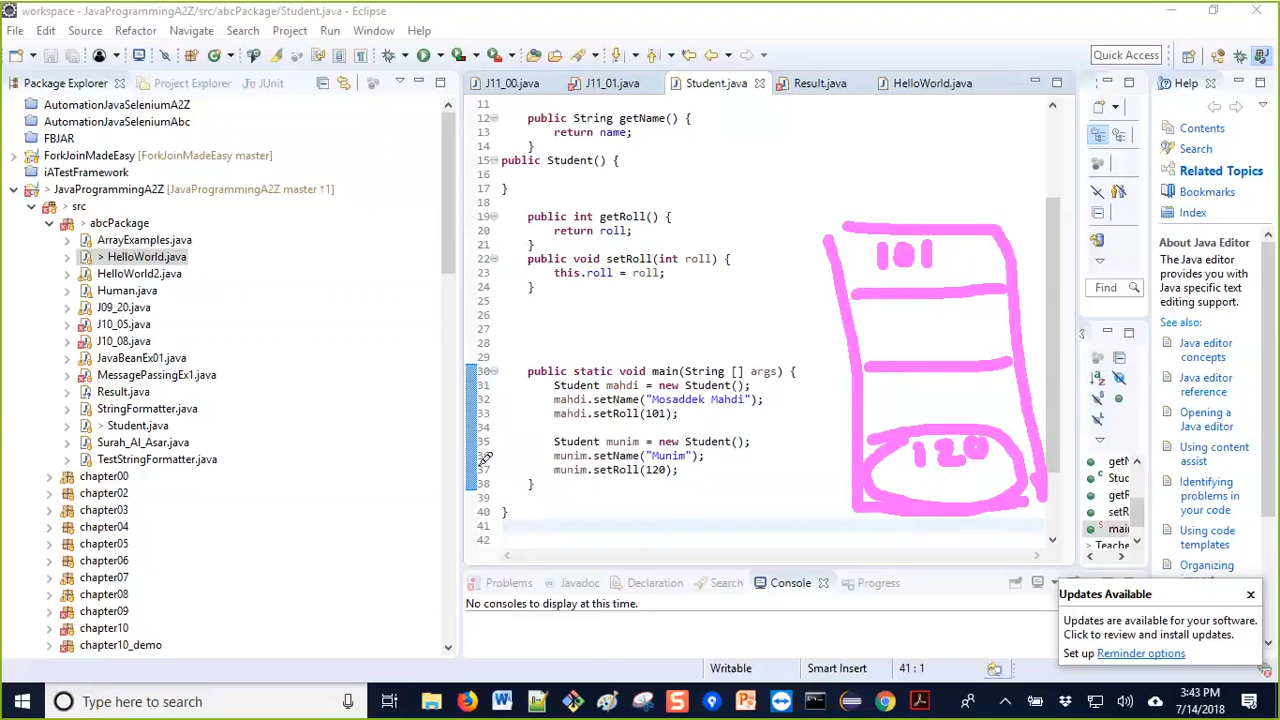 workspace - JavaProgrammingA2Z/src/abcPackage/Student.java - Eclipse
File Edit Source Refactor Navigate Search Project Run Window Help
Quick Access
Package Explorer Project Explorer JUnit
AutomationJavaSeleniumA2Z
AutomationJavaSeleniumAbc
FBJAR
ForkJoinMadeEasy [ForkJoinMadeEasy master]
iATestFramework
> JavaProgrammingA2Z [JavaProgrammingA2Z master ↑1]
> src
> abcPackage
ArrayExamples.java
> HelloWorld.java
HelloWorld2.java
Human.java
J09_20.java
J10_05.java
J10_08.java
JavaBeanEx01.java
MessagePassingEx1.java
Result.java
StringFormatter.java
> Student.java
Surah_Al_Asar.java
TestStringFormatter.java
chapter00
chapter02
chapter03
chapter04
chapter05
chapter06
chapter07
chapter08
chapter09
chapter10
chapter10_demo
J11_00.java J11_01.java Student.java Result.java HelloWorld.java
11
12 public String getName() {
13 return name;
14 }
15 public Student() {
16
17 }
18
19 public int getRoll() {
20 return roll;
21 }
22 public void setRoll(int roll) {
23 this.roll = roll;
24 }
25
26
27
28
29
30 public static void main(String [] args) {
31 Student mahdi = new Student();
32 mahdi.setName("Mosaddek Mahdi");
33 mahdi.setRoll(101);
34
35 Student munim = new Student();
36 munim.setName("Munim");
37 munim.setRoll(120);
38 }
39
40 }
41
42
101
120
Problems Javadoc Declaration Search Console Progress
No consoles to display at this time.
Find
getN
Stud
getR
setR
main
> Teache
Help
Contents
Search
Related Topics
Bookmarks
Index
About Java Editor
The Java editor
provides you with
Java specific text
editing support.
See also:
Java editor
concepts
Java editor
reference
Opening a
Java editor
Using content
assist
Identifying
problems in
your code
Using code
templates
Organizing
Updates Available
Updates are available for your software.
Click to review and install updates.
Set up Reminder options
Writable Smart Insert 41 : 1
Type here to search
3:43 PM
7/14/2018